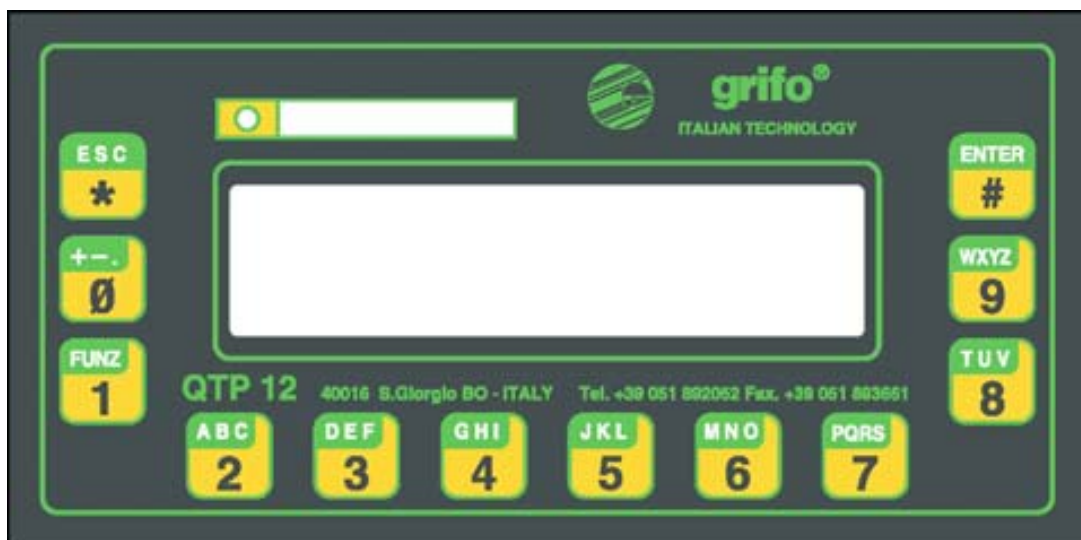 grifo®
ITALIAN TECHNOLOGY
ESC
*
ENTER
#
+-.
0
WXYZ
9
FUNZ
1
TUV
8
QTP 12 40016 S.Giorgio BO - ITALY Tel. +39 051 892052 Fax. +39 051 893661
ABC
2
DEF
3
GHI
4
JKL
5
MNO
6
PQRS
7